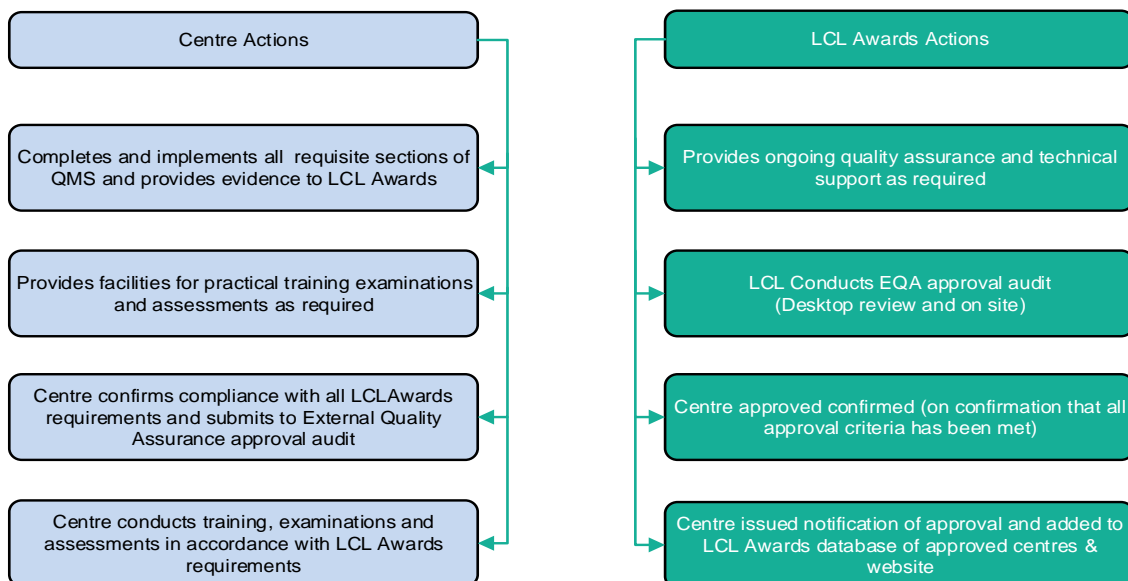 Centre Actions
Completes and implements all requisite sections of
QMS and provides evidence to LCL Awards
Provides facilities for practical training examinations
and assessments as required
Centre confirms compliance with all LCLAwards
requirements and submits to External Quality
Assurance approval audit
Centre conducts training, examinations and
assessments in accordance with LCL Awards
requirements
LCL Awards Actions
Provides ongoing quality assurance and technical
support as required
LCL Conducts EQA approval audit
(Desktop review and on site)
Centre approved confirmed (on confirmation that all
approval criteria has been met)
Centre issued notification of approval and added to
LCL Awards database of approved centres &
website